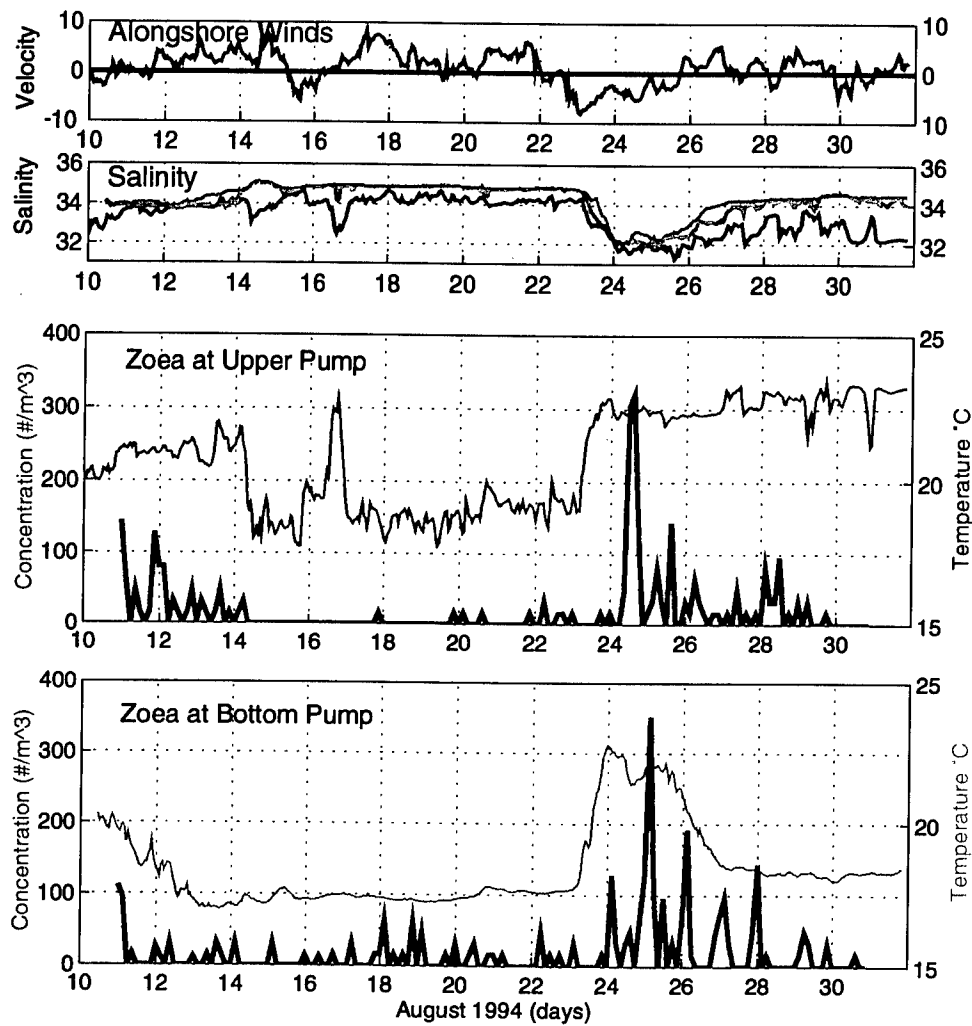 Alongshore Winds
Velocity
10
0
-10
10
0
10
10 12 14 16 18 20 22 24 26 28 30
Salinity
Salinity
36
34
32
36
34
32
10 12 14 16 18 20 22 24 26 28 30
Zoea at Upper Pump
Concentration (#/m^3)
400
300
200
100
0
25
20
15
Temperature °C
10 12 14 16 18 20 22 24 26 28 30
Zoea at Bottom Pump
Concentration (#/m^3)
400
300
200
100
0
25
20
15
Temperature °C
10 12 14 16 18 20 22 24 26 28 30
August 1994 (days)